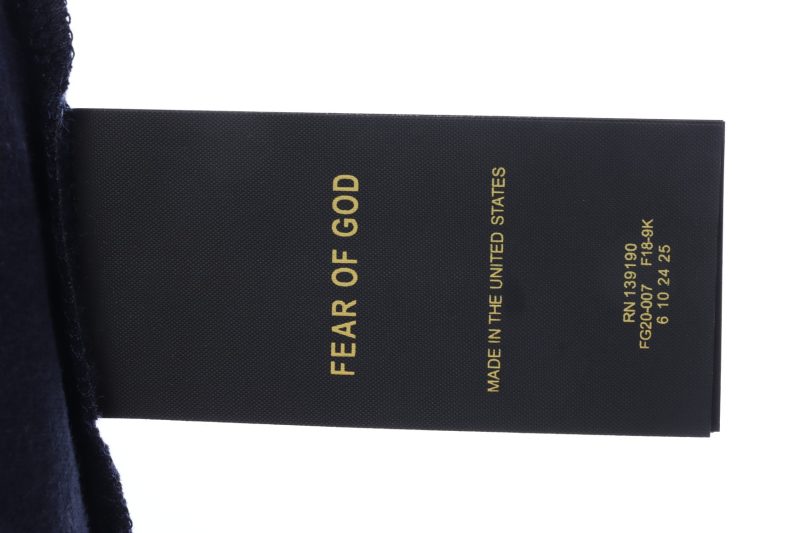 FEAR OF GOD
MADE IN THE UNITED STATES
RN 139190
FG20-007 F18-9K
6 10 24 25